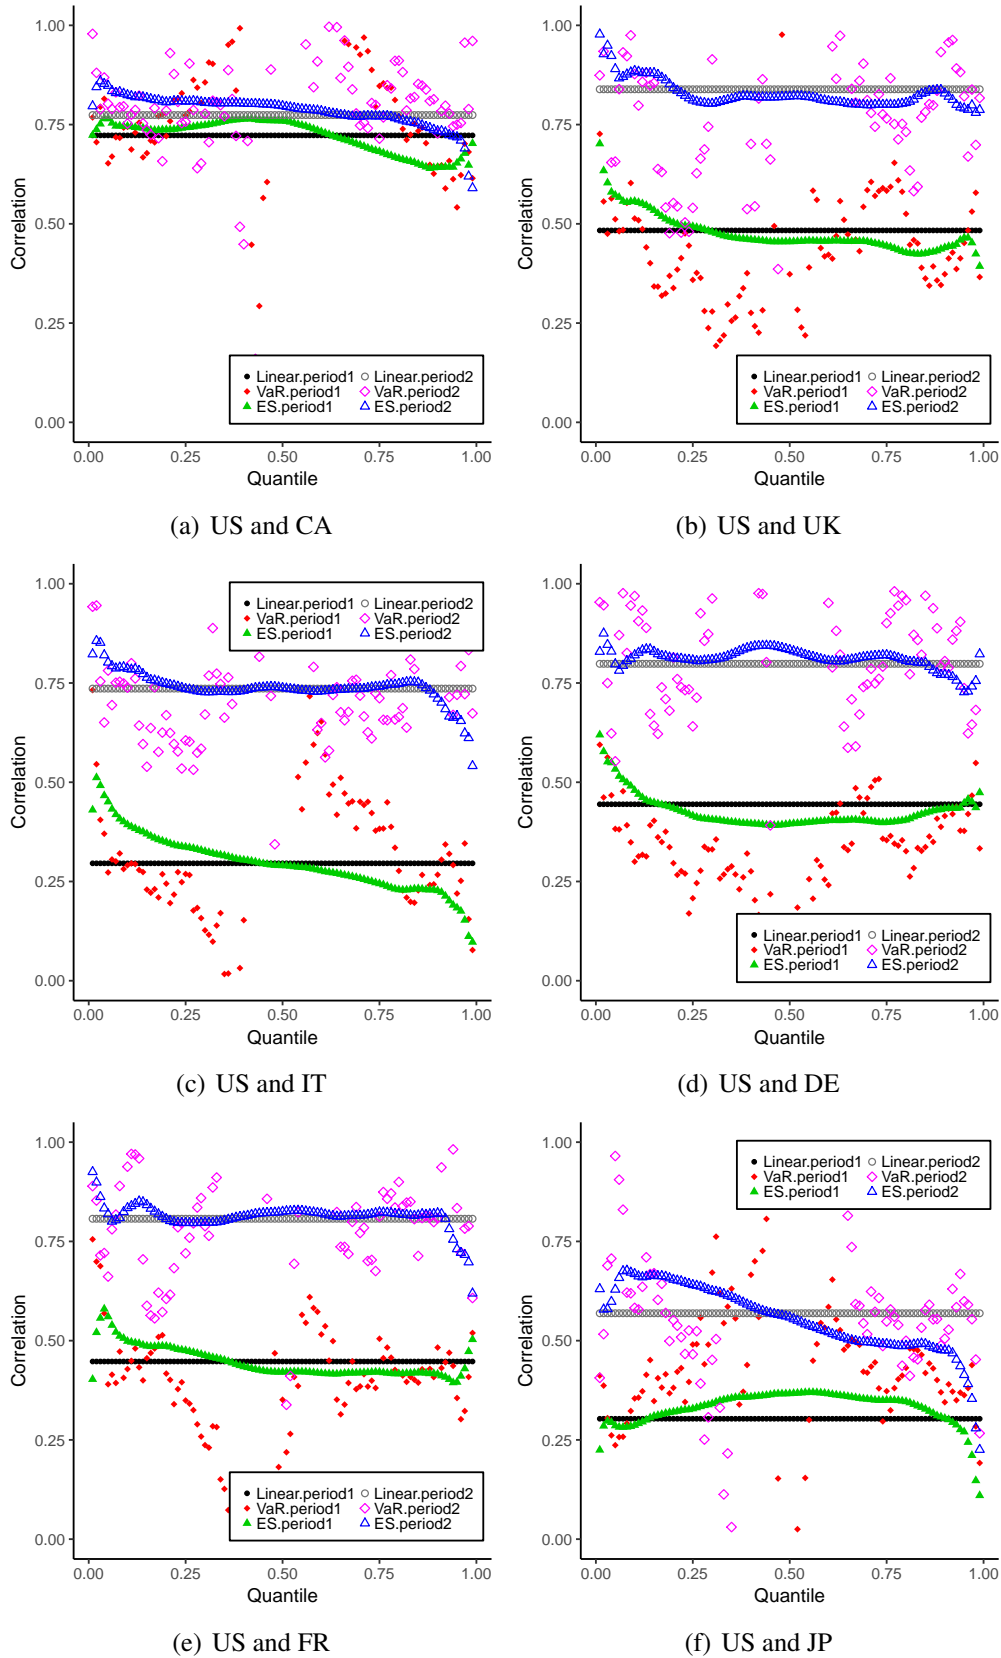 1.00
0.75
0.50
0.25
0.00
Correlation
Linear.period1 Linear.period2
VaR.period1 VaR.period2
ES.period1 ES.period2
0.00 0.25 0.50 0.75 1.00
Quantile
(a) US and CA
1.00
0.75
0.50
0.25
0.00
Correlation
Linear.period1 Linear.period2
VaR.period1 VaR.period2
ES.period1 ES.period2
0.00 0.25 0.50 0.75 1.00
Quantile
(b) US and UK
1.00
0.75
0.50
0.25
0.00
Correlation
Linear.period1 Linear.period2
VaR.period1 VaR.period2
ES.period1 ES.period2
0.00 0.25 0.50 0.75 1.00
Quantile
(c) US and IT
1.00
0.75
0.50
0.25
0.00
Correlation
Linear.period1 Linear.period2
VaR.period1 VaR.period2
ES.period1 ES.period2
0.00 0.25 0.50 0.75 1.00
Quantile
(d) US and DE
1.00
0.75
0.50
0.25
0.00
Correlation
Linear.period1 Linear.period2
VaR.period1 VaR.period2
ES.period1 ES.period2
0.00 0.25 0.50 0.75 1.00
Quantile
(e) US and FR
1.00
0.75
0.50
0.25
0.00
Correlation
Linear.period1 Linear.period2
VaR.period1 VaR.period2
ES.period1 ES.period2
0.00 0.25 0.50 0.75 1.00
Quantile
(f) US and JP